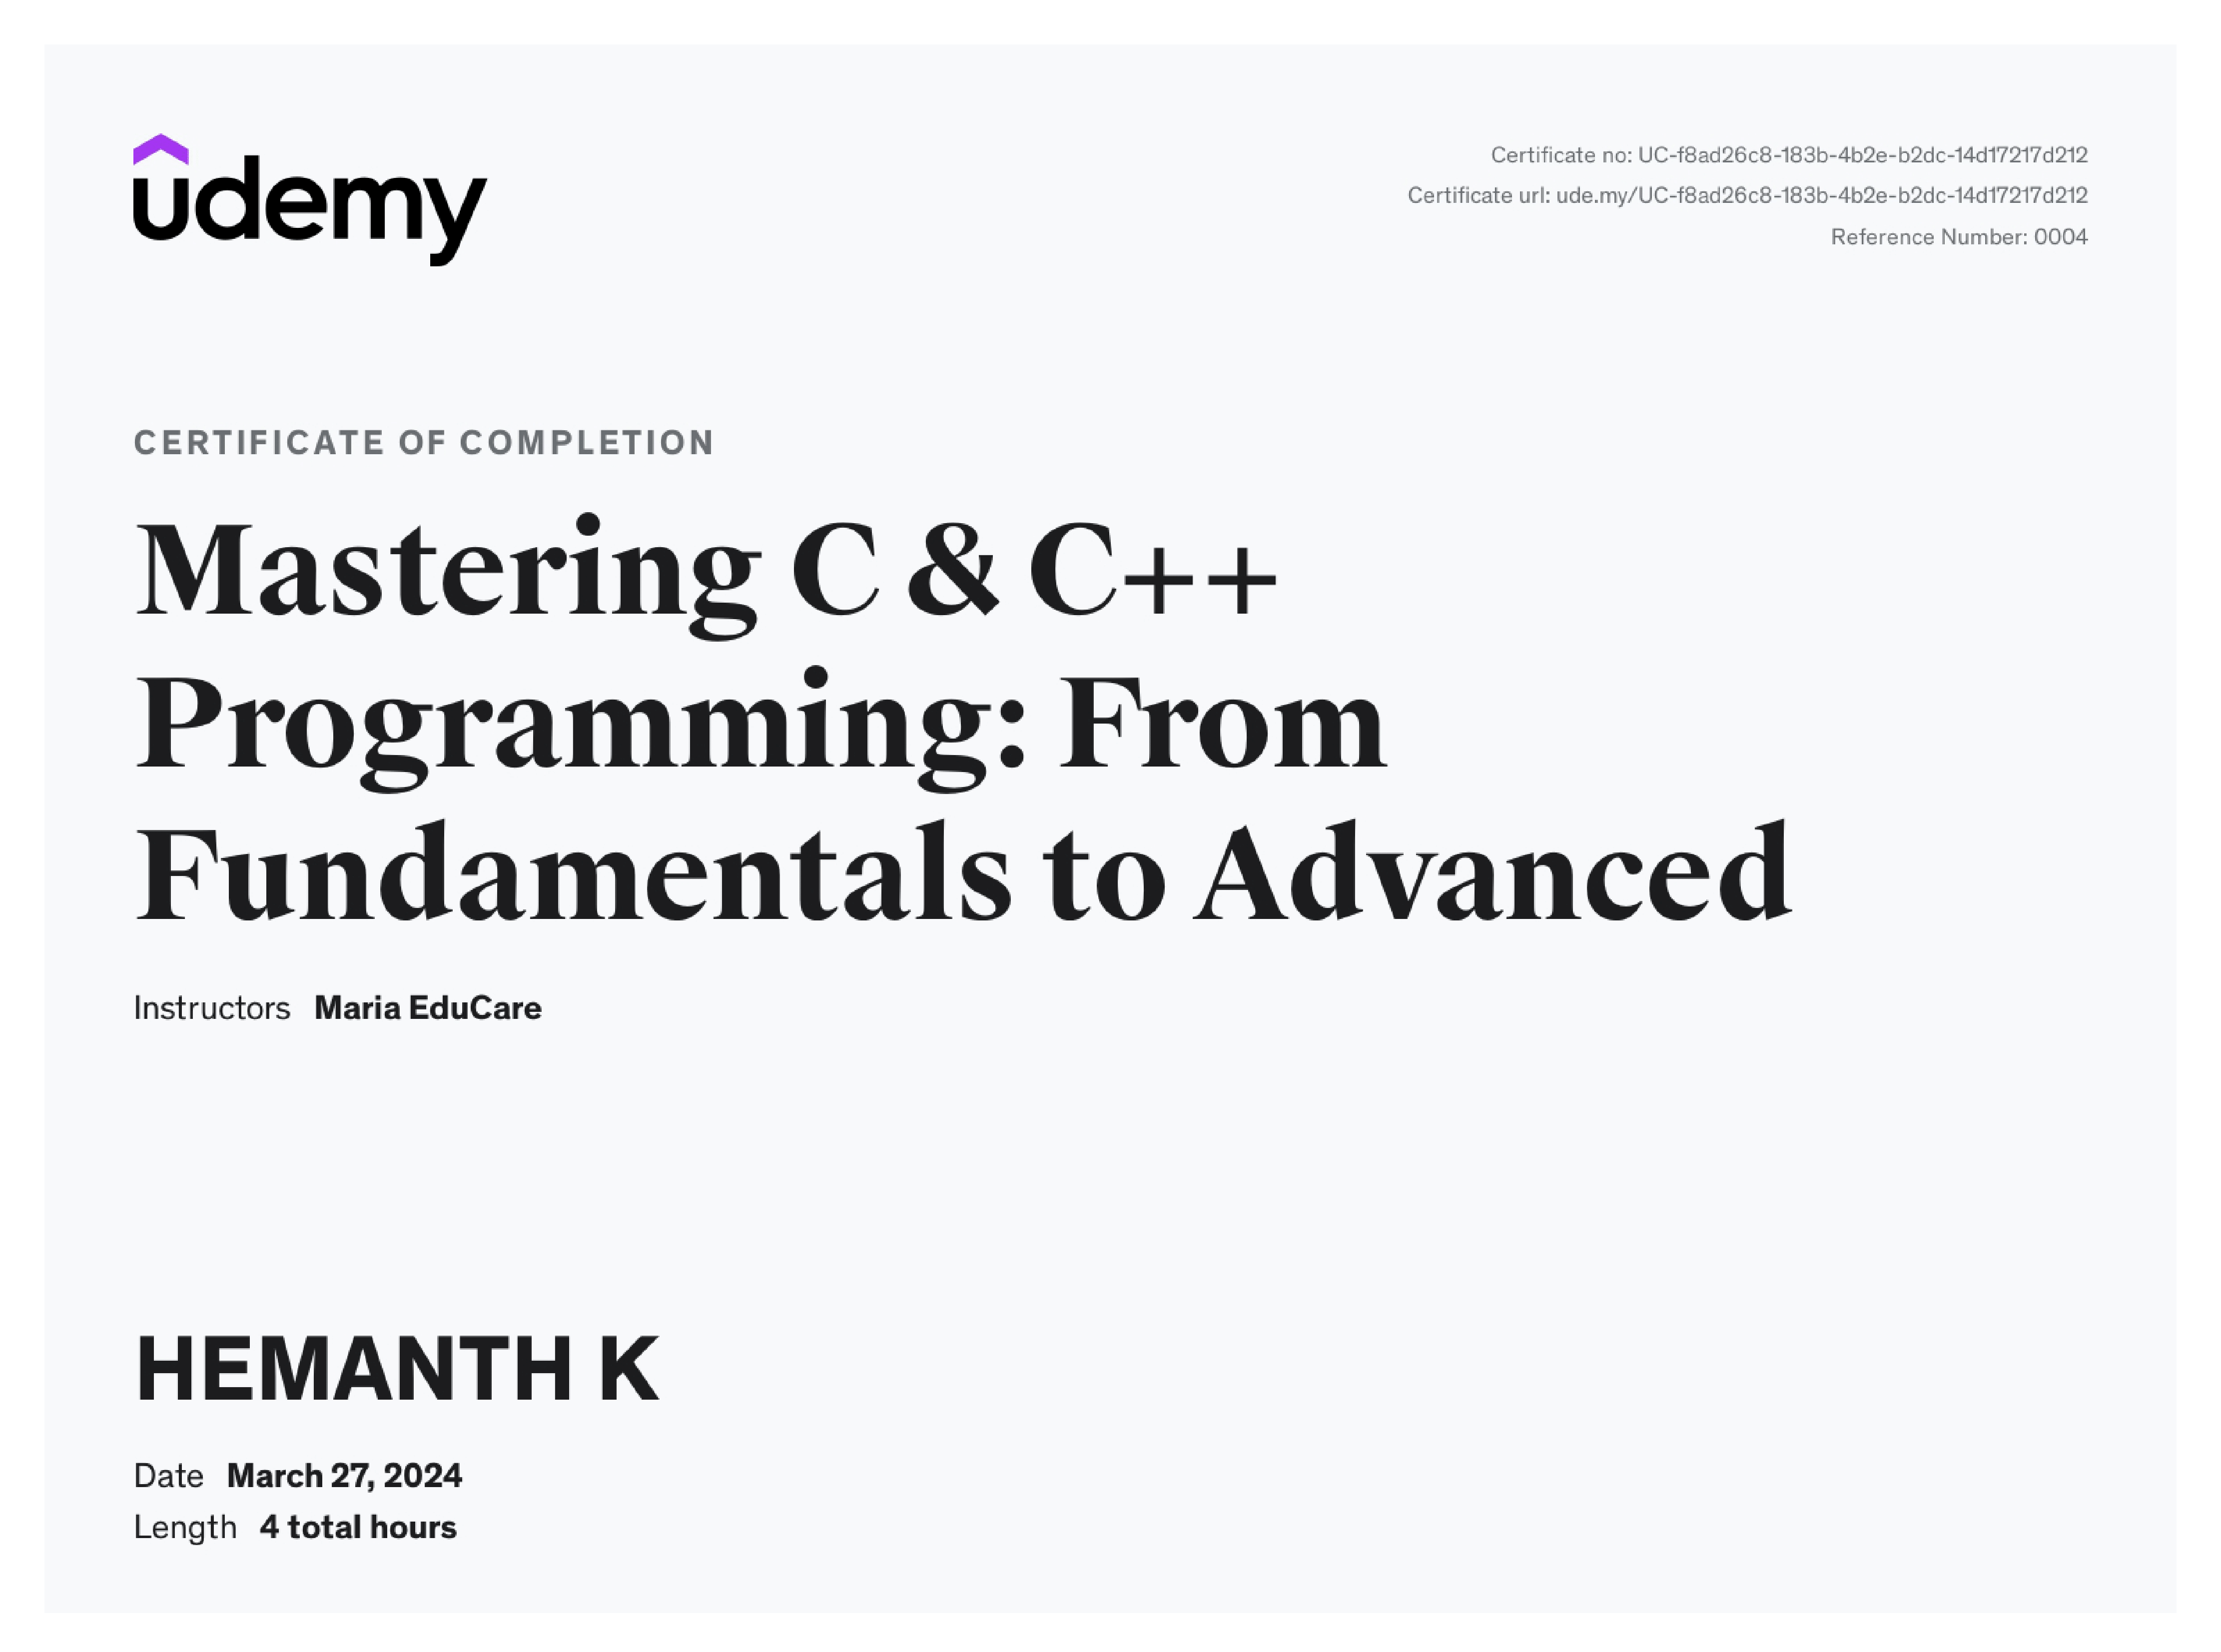 udemy
Certificate no: UC-f8ad26c8-183b-4b2e-b2dc-14d17217d212
Certificate url: ude.my/UC-f8ad26c8-183b-4b2e-b2dc-14d17217d212
Reference Number: 0004
CERTIFICATE OF COMPLETION
Mastering C & C++
Programming: From
Fundamentals to Advanced
Instructors Maria EduCare
HEMANTH K
Date March 27, 2024
Length 4 total hours